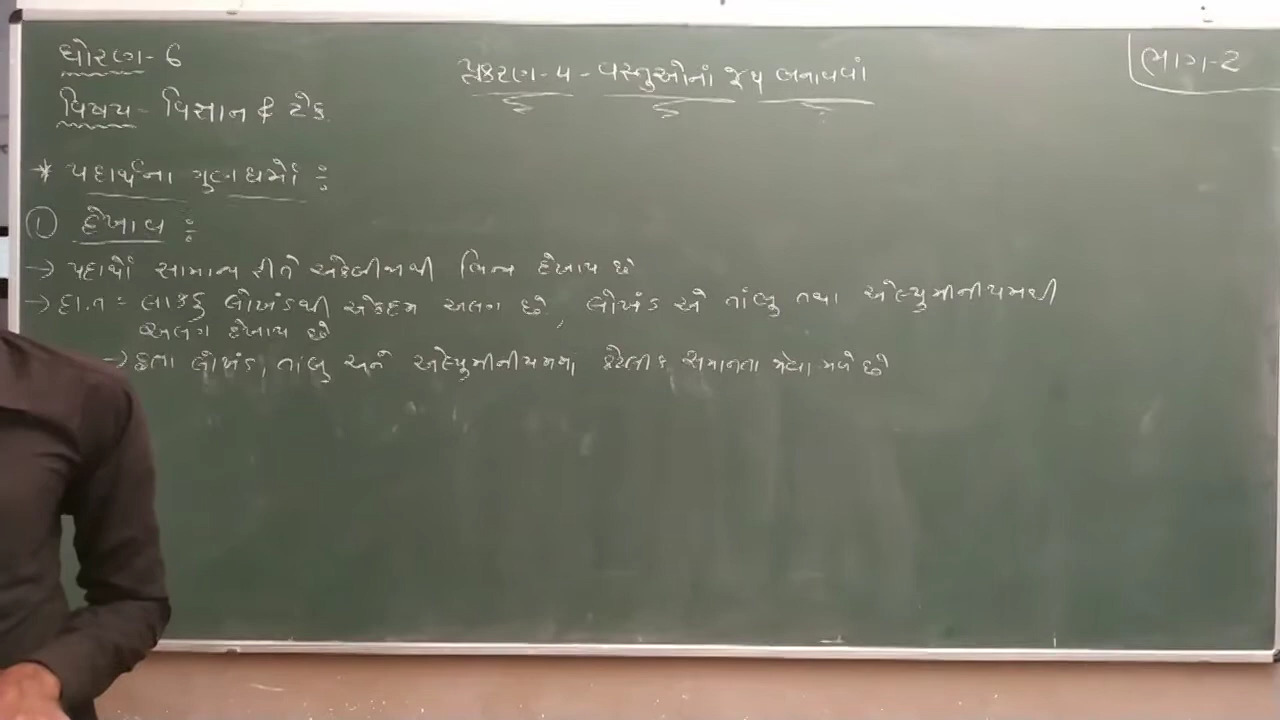 ધોરણ-6
પ્રકરણ-4 - વસ્તુઓનાં જૂથ બનાવવાં
ભાગ-2
વિષય- વિજ્ઞાન & ટેક.
* પદાર્થના ગુણધર્મો :
① દેખાવ :
→ પદાર્થો સામાન્ય રીતે એકબીજાથી ભિન્ન દેખાય છે
→ દા.ત = લાકડું લોખંડથી એકદમ અલગ છે, લોખંડ એ તાંબુ તથા એલ્યુમીનીયમથી
અલગ દેખાય છે
→ છતા લોખંડ, તાંબુ અને એલ્યુમીનીયમમાં કેટલીક સમાનતા જોવા મળે છે